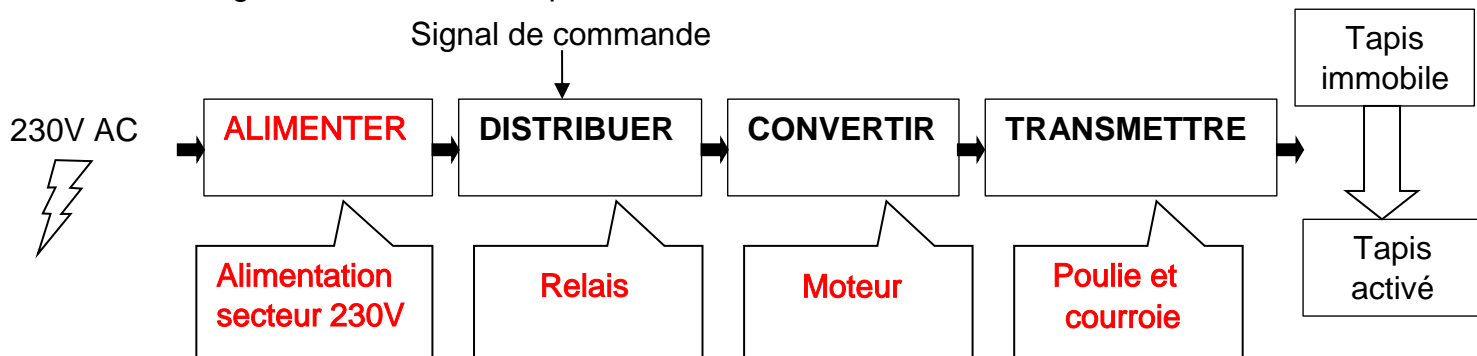 Signal de commande
230V AC
ALIMENTER
DISTRIBUER
CONVERTIR
TRANSMETTRE
Tapis
immobile
Alimentation
secteur 230V
Relais
Moteur
Poulie et
courroie
Tapis
activé